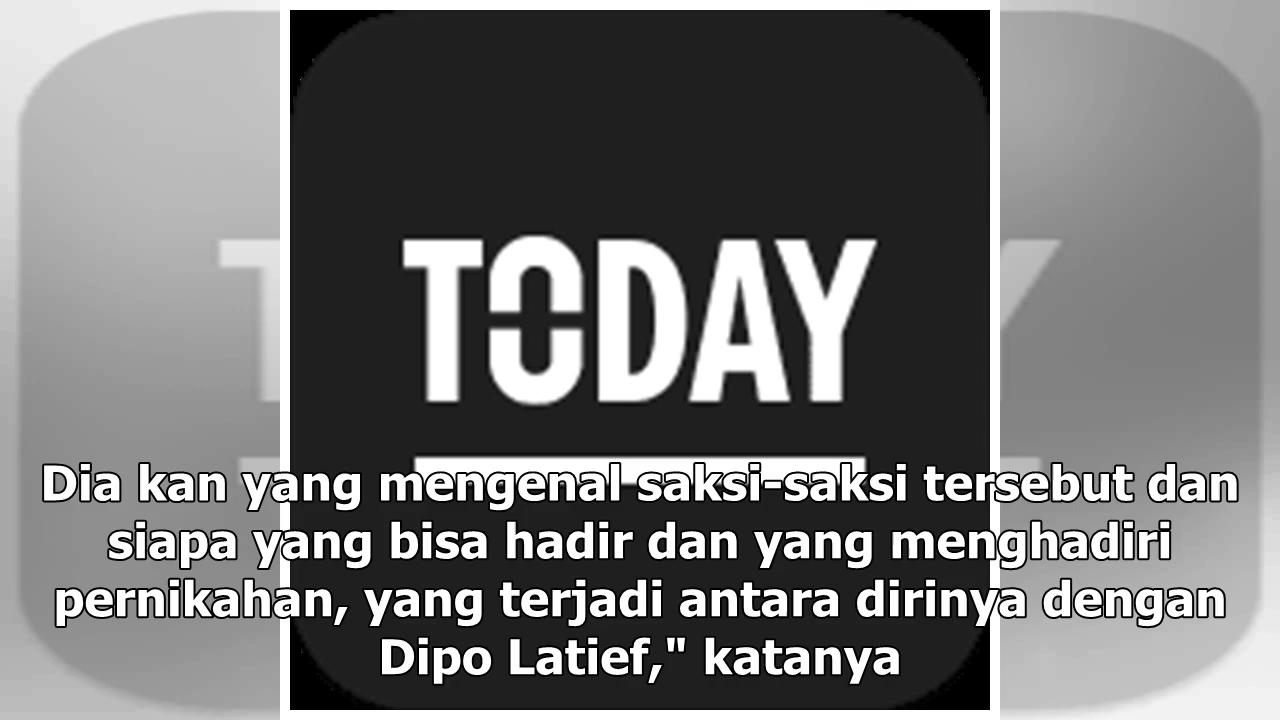 TODAY
Dia kan yang mengenal saksi-saksi tersebut dan
siapa yang bisa hadir dan yang menghadiri
pernikahan, yang terjadi antara dirinya dengan
Dipo Latief," katanya